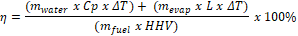 η = (m_water x Cp x ΔT) + (m_evap x L x ΔT) / (m_fuel x HHV) x 100%